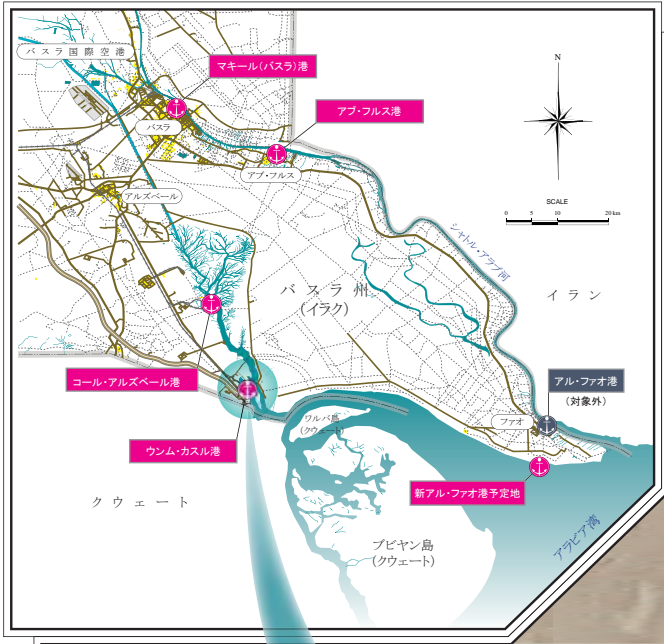 バスラ国際空港
マキール(バスラ)港
N
アブ・フルス港
バスラ
アブ・フルス
SCALE
0 5 10 20km
アルズベール
シャトル・アラブ河
バスラ州
(イラク)
イラン
コール・アルズベール港
アル・ファオ港
(対象外)
ワルバ島
(クウェート)
ファオ
ウンム・カスル港
新アル・ファオ港予定地
クウェート
ブビヤン島
(クウェート)
アラビア湾